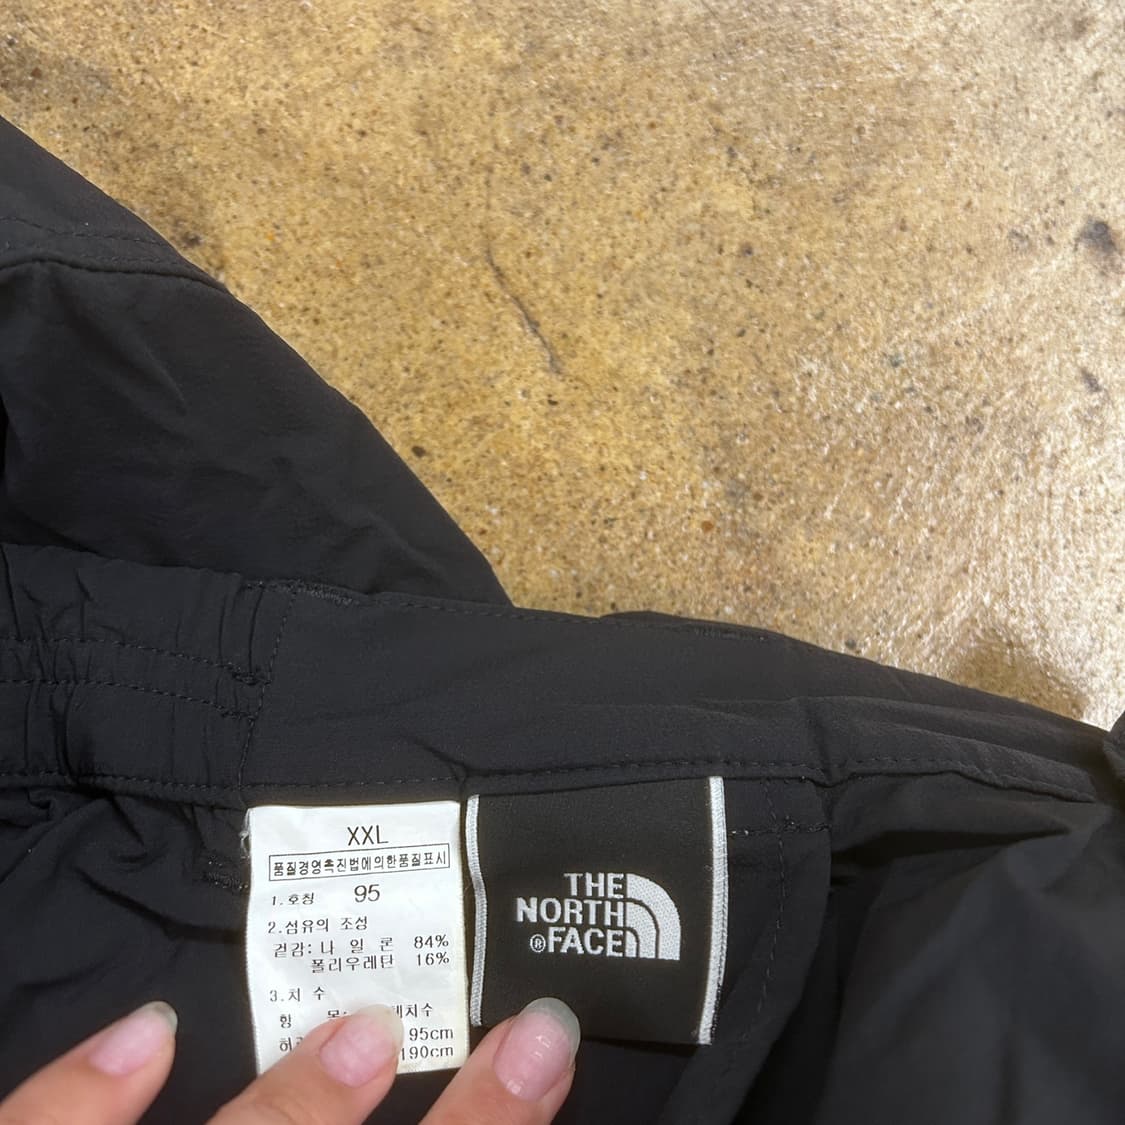 XXL
품질경영촉진법에의한품질표시
1.호칭 95
2.섬유의 조성
겉감: 나 일 론 84%
폴리우레탄 16%
3.치 수
95cm
190cm
THE
NORTH
®FACE